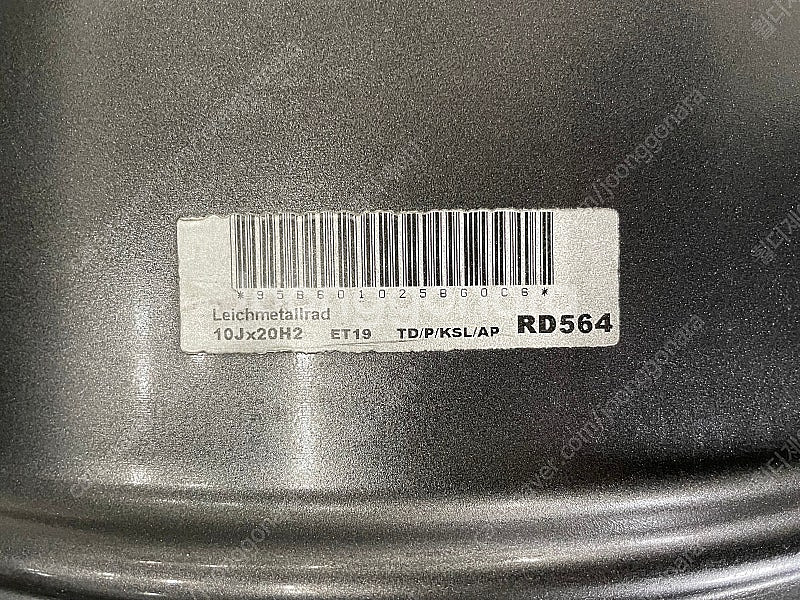 *95B601025BG0C6*
Leichmetallrad
10Jx20H2 ET19 TD/P/KSL/AP RD564